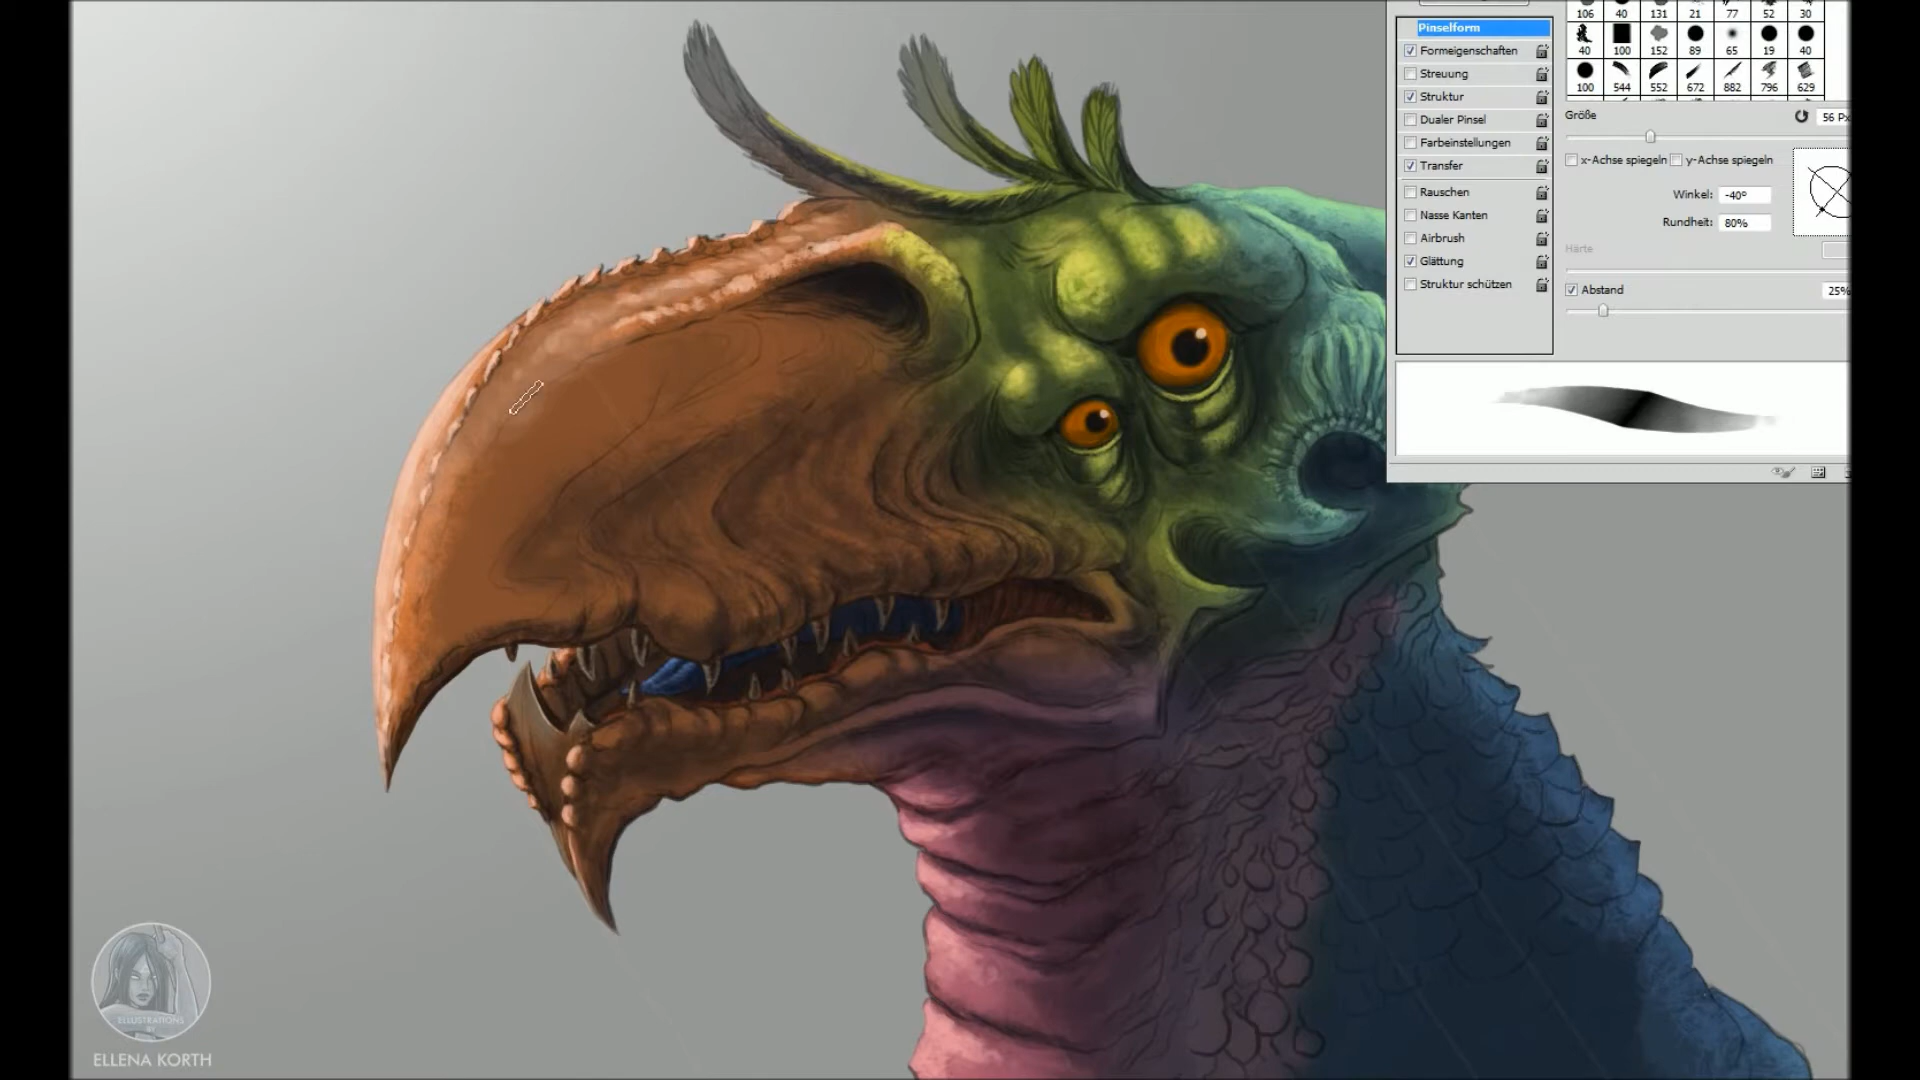 106 40 131 21 77 52 30
40 100 152 89 65 19 40
100 544 552 672 882 796 629
Pinselform
Formeigenschaften
Streuung
Struktur
Dualer Pinsel
Farbeinstellungen
Transfer
Rauschen
Nasse Kanten
Airbrush
Glättung
Struktur schützen
Größe
56 Px
x-Achse spiegeln y-Achse spiegeln
Winkel: -40°
Rundheit: 80%
Härte
Abstand 25%
ELLUSTRATIONS
BY
ELLENA KORTH